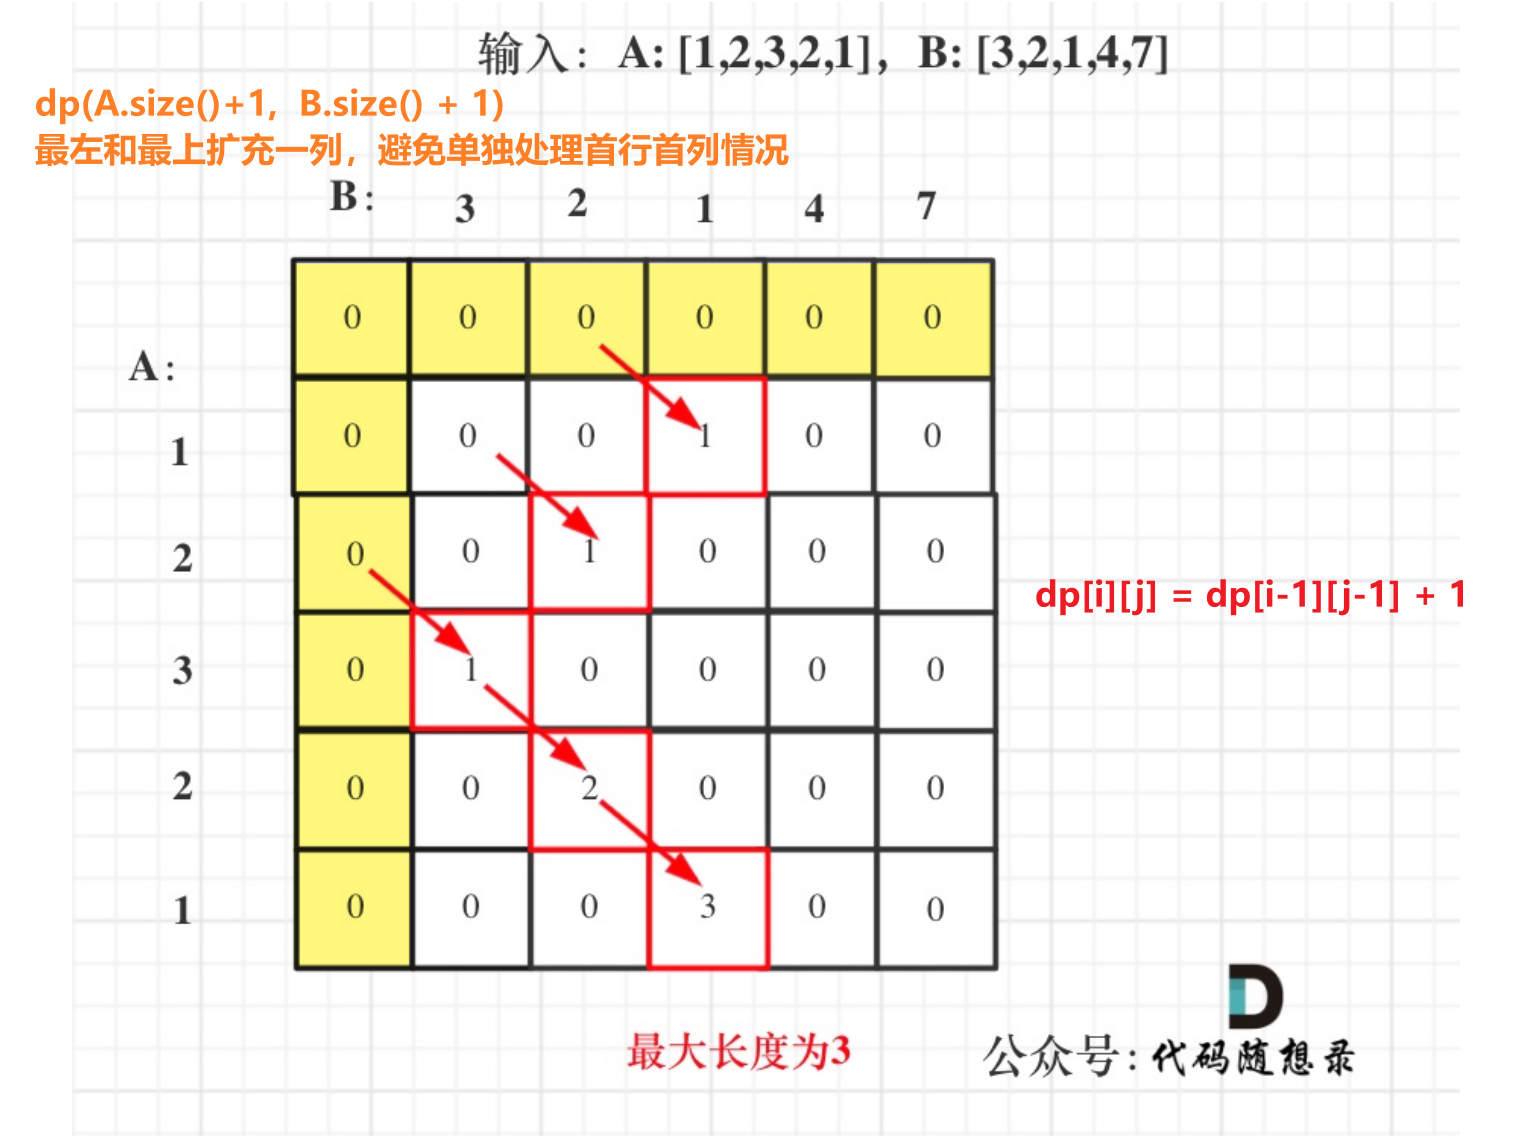 输入：A: [1,2,3,2,1]，B: [3,2,1,4,7]
dp(A.size()+1, B.size() + 1)
最左和最上扩充一列，避免单独处理首行首列情况
B: 3 2 1 4 7
0 0 0 0 0 0
A:
1 0 0 0 1 0 0
2 0 0 1 0 0 0
dp[i][j] = dp[i-1][j-1] + 1
3 0 1 0 0 0 0
2 0 0 2 0 0 0
1 0 0 0 3 0 0
最大长度为3
公众号:代码随想录